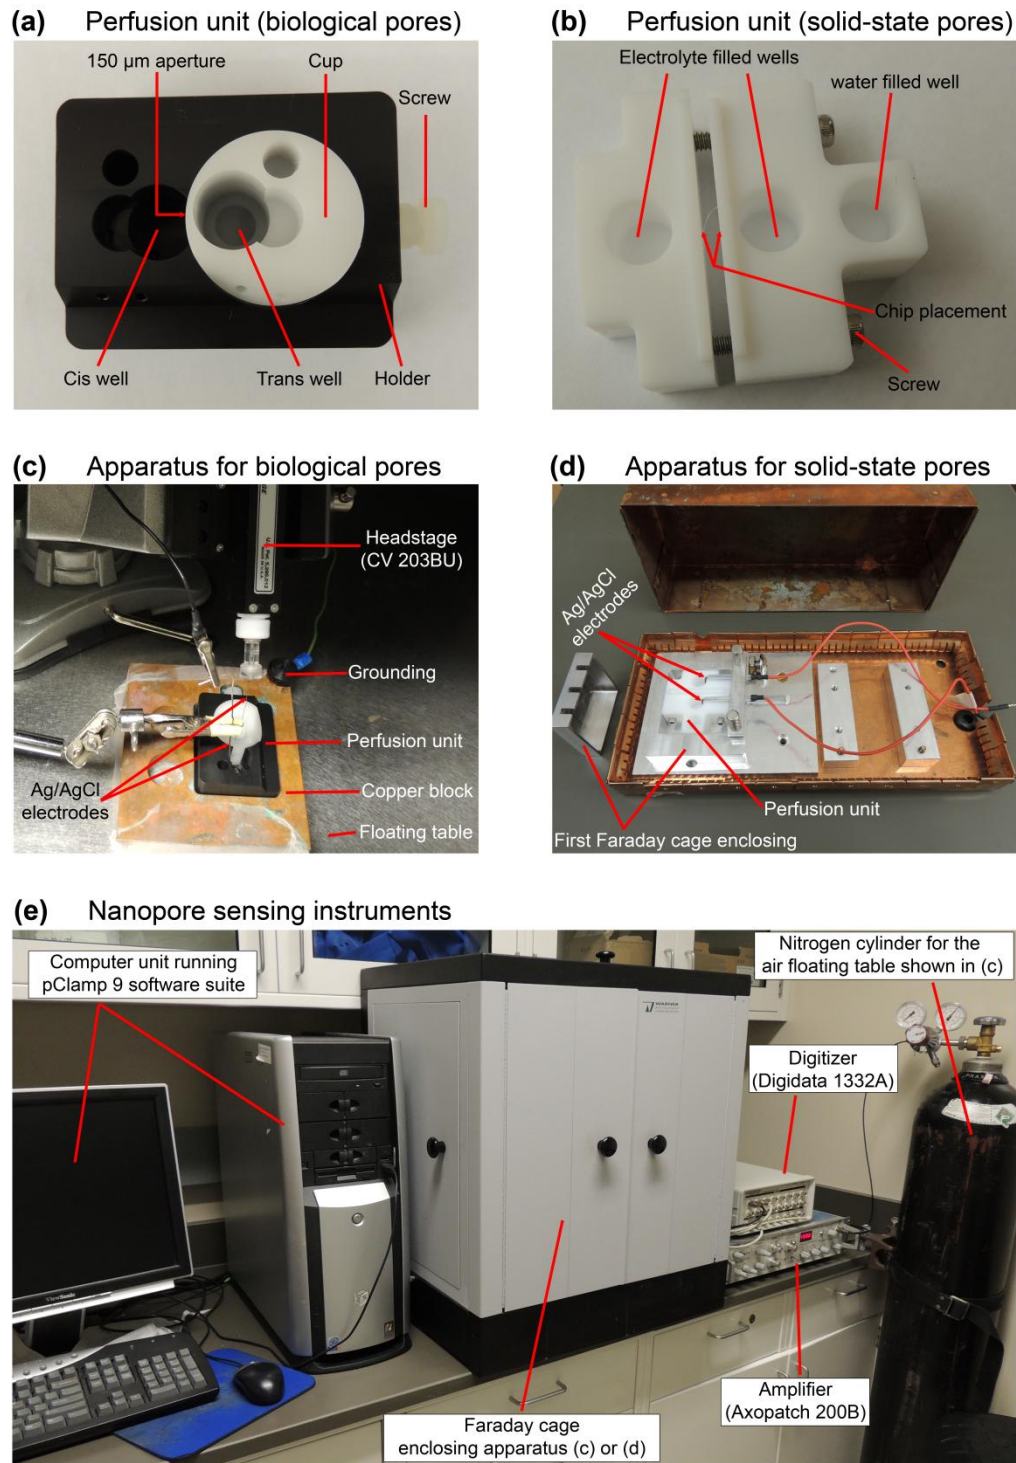 (a) Perfusion unit (biological pores)
150 µm aperture
Cup
Screw
Cis well
Trans well
Holder
(b) Perfusion unit (solid-state pores)
Electrolyte filled wells
water filled well
Chip placement
Screw
(c) Apparatus for biological pores
Headstage
(CV 203BU)
Grounding
Perfusion unit
Ag/AgCl
electrodes
Copper block
Floating table
(d) Apparatus for solid-state pores
Ag/AgCl
electrodes
Perfusion unit
First Faraday cage enclosing
(e) Nanopore sensing instruments
Computer unit running
pClamp 9 software suite
Nitrogen cylinder for the
air floating table shown in (c)
WARNER
Digitizer
(Digidata 1332A)
ViewSonic
Amplifier
(Axopatch 200B)
Faraday cage
enclosing apparatus (c) or (d)